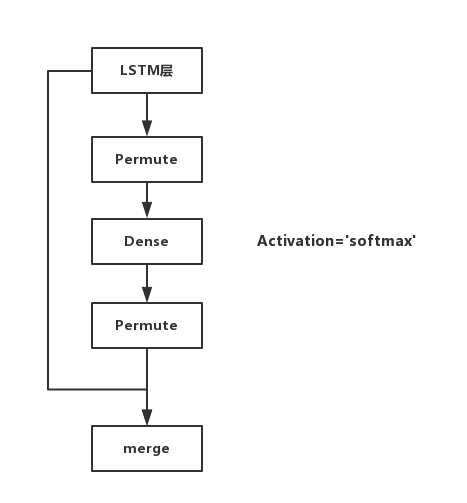 LSTM层
Permute
Dense
Activation='softmax'
Permute
merge